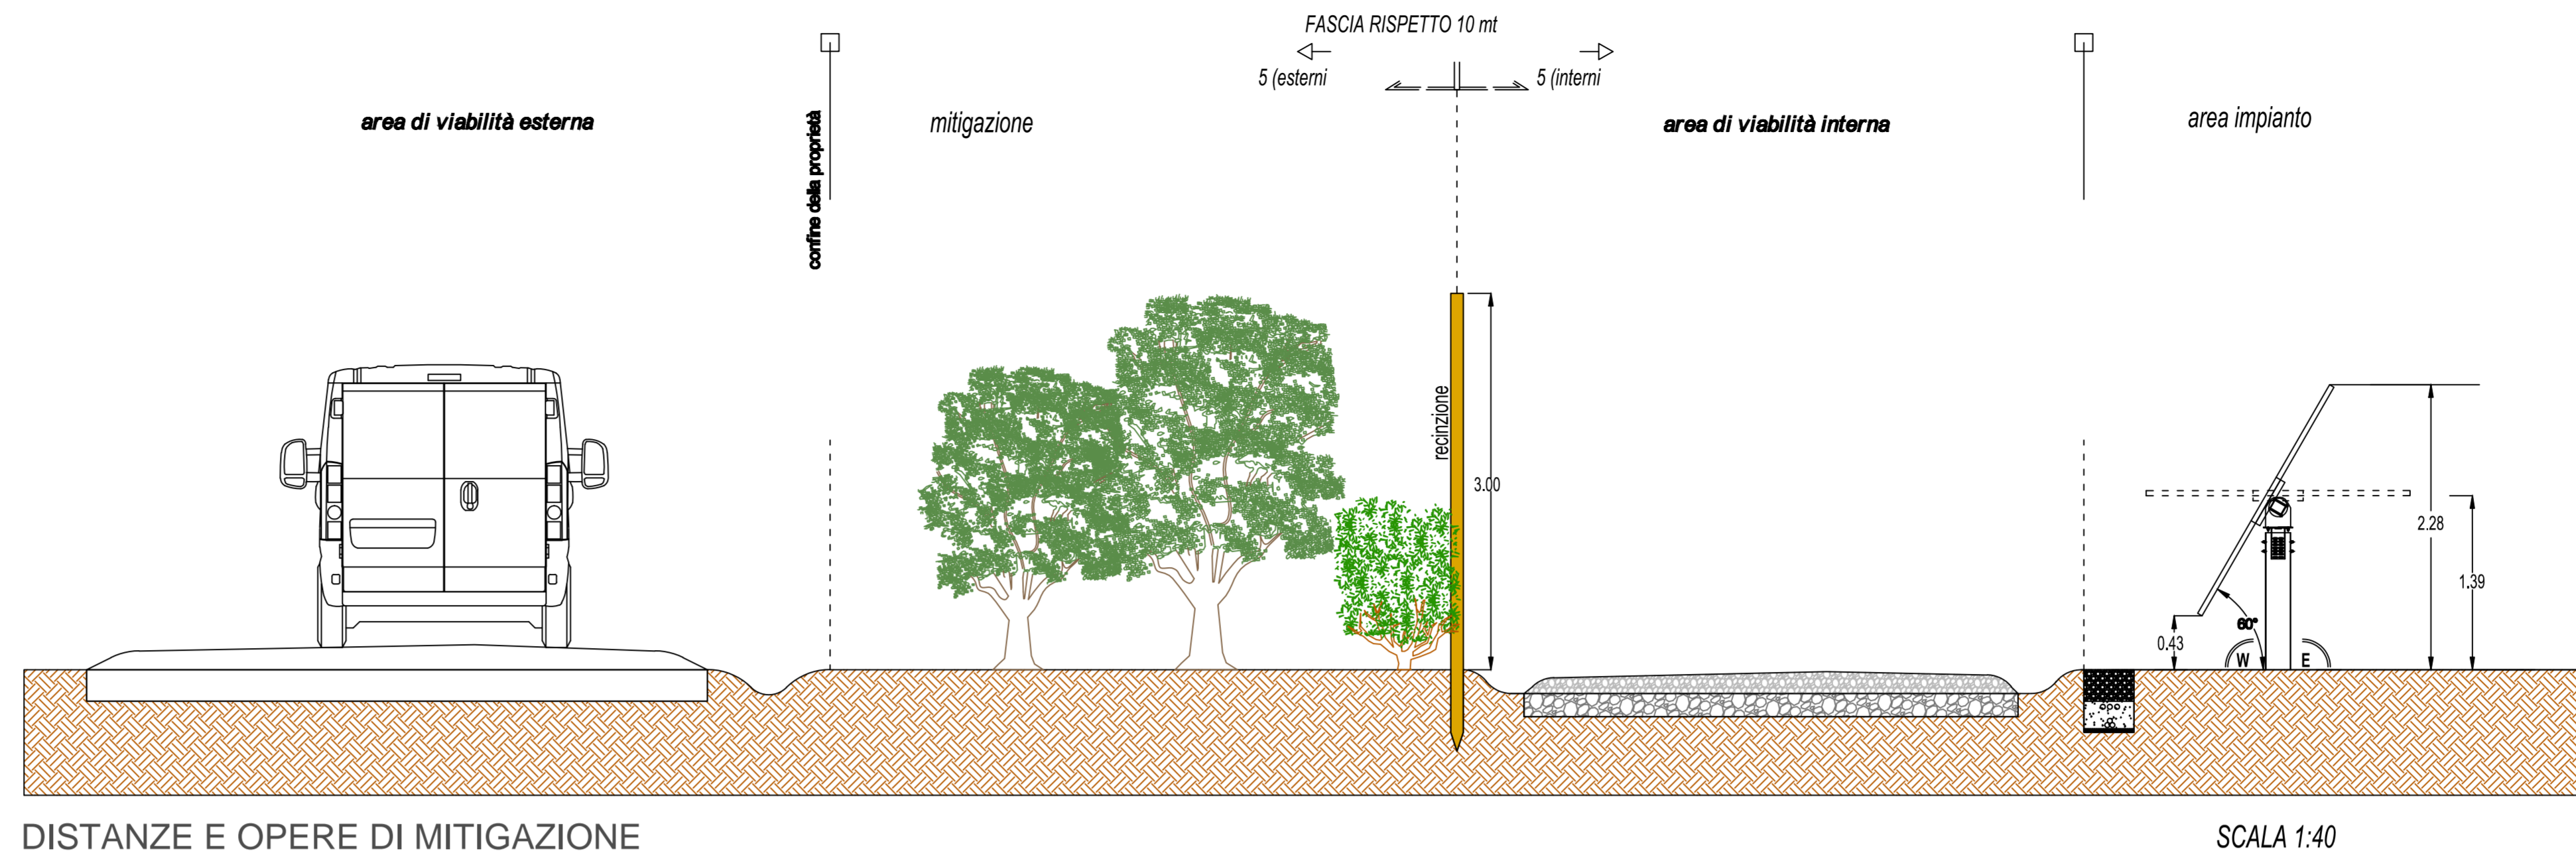 FASCIA RISPETTO 10 mt
5 (esterni
5 (interni
area di viabilità esterna
confine della proprietà
mitigazione
area di viabilità interna
area impianto
recinzione
3.00
2.28
1.39
0.43
60°
W
E
DISTANZE E OPERE DI MITIGAZIONE
SCALA 1:40